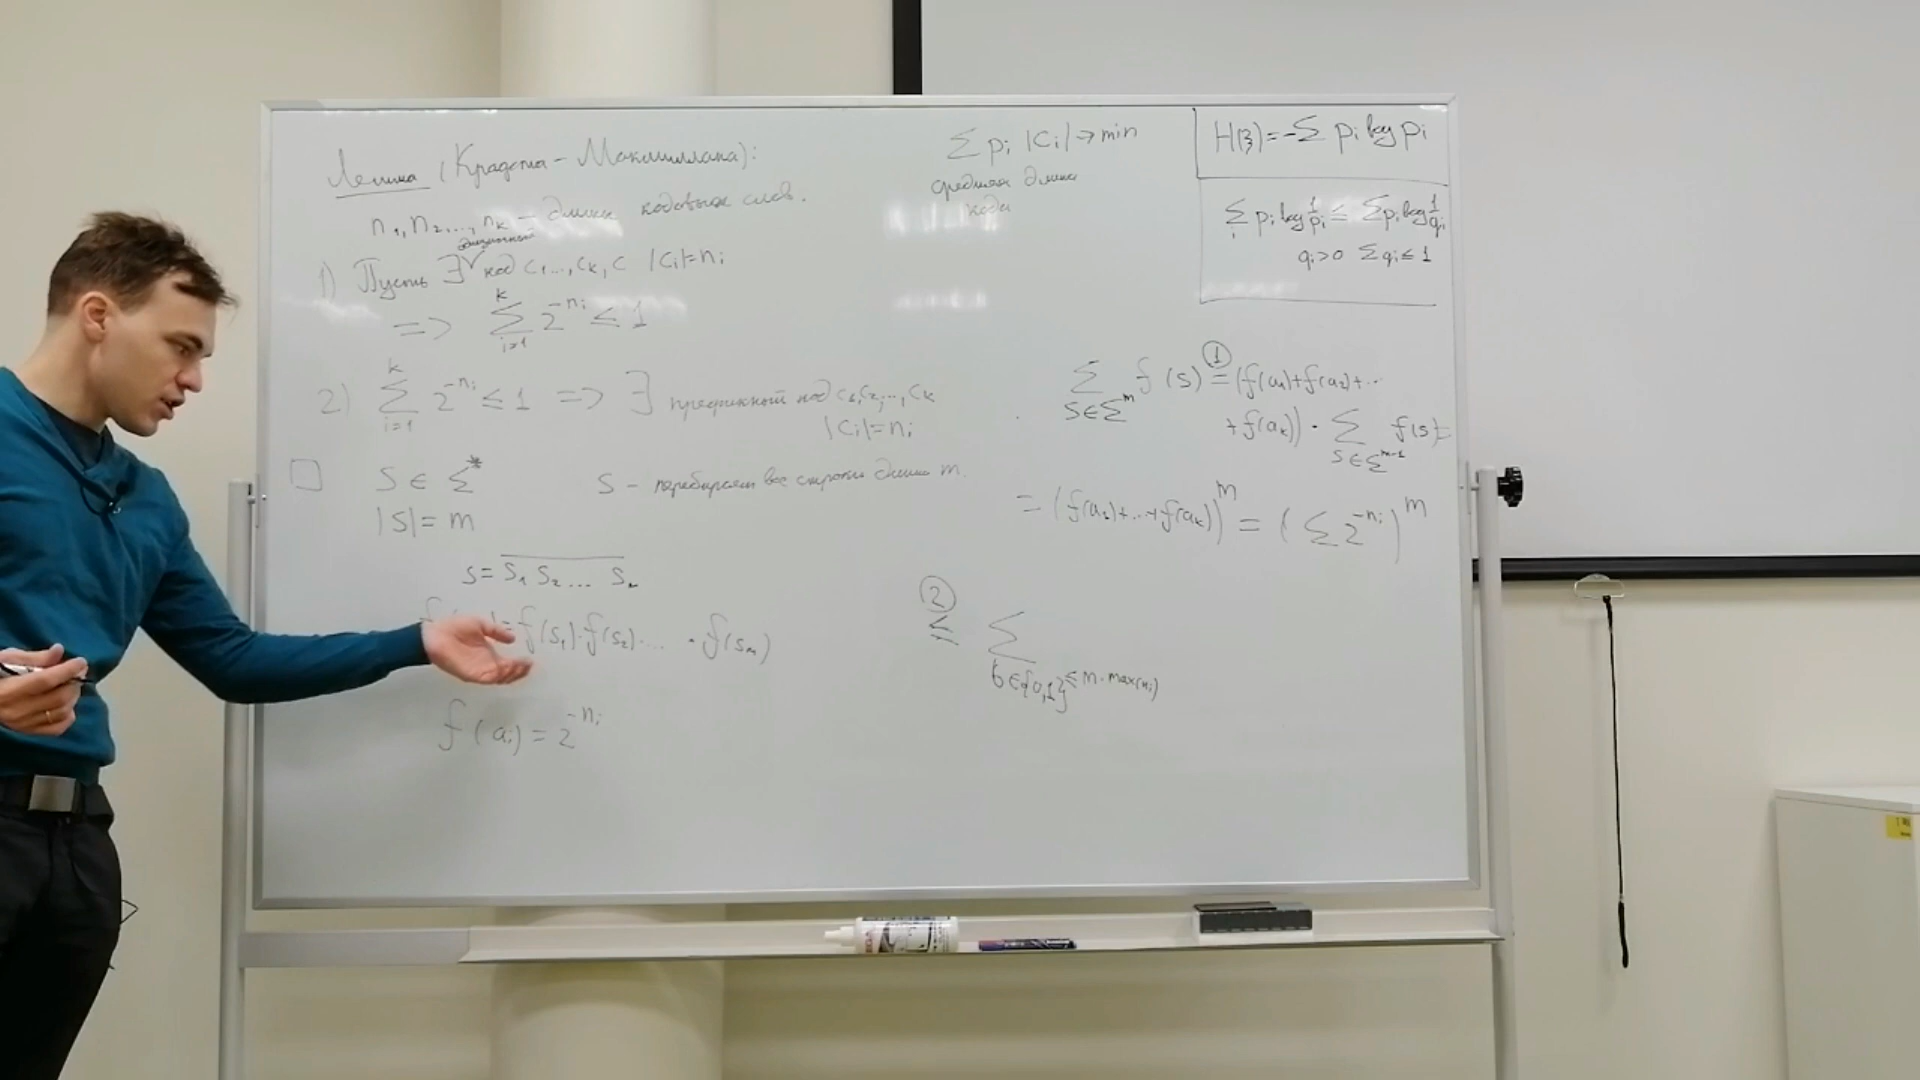 Лемма (Крафта - Макмиллана):
n₁, n₂, ..., nₖ - длины кодовых слов.
однозначный
1) Пусть ∃ код c₁, ..., cₖ, |cᵢ| = nᵢ
=> ∑_{i=1}^{k} 2^{-nᵢ} ≤ 1
2) ∑_{i=1}^{k} 2^{-nᵢ} ≤ 1 => ∃ префиксный код c₁, c₂, ..., cₖ
|cᵢ| = nᵢ
□ S ∈ Σ*
S - перебираем все строки длины m.
|S| = m
S = S₁ S₂ ... S
= f(S₁)·f(S₂)· ... · f(Sₘ)
f(aᵢ) = 2^{-nᵢ}
∑ pᵢ |cᵢ| → min
средняя длина
кода
H(ξ) = -∑ pᵢ log pᵢ
∑ᵢ pᵢ log 1/pᵢ ≤ ∑ pᵢ log 1/qᵢ
qᵢ > 0 ∑ qᵢ ≤ 1
∑_{S∈Σ^m} f(S) =① (f(a₁) + f(a₂) + ...
+ f(aₖ)) · ∑_{S∈Σ^{m-1}} f(S) =
= (f(a₁) + ... + f(aₖ))^m = (∑ 2^{-nᵢ})^m
② ≤ ∑_{t∈{0,1}^{≤ m·max(nᵢ)}}